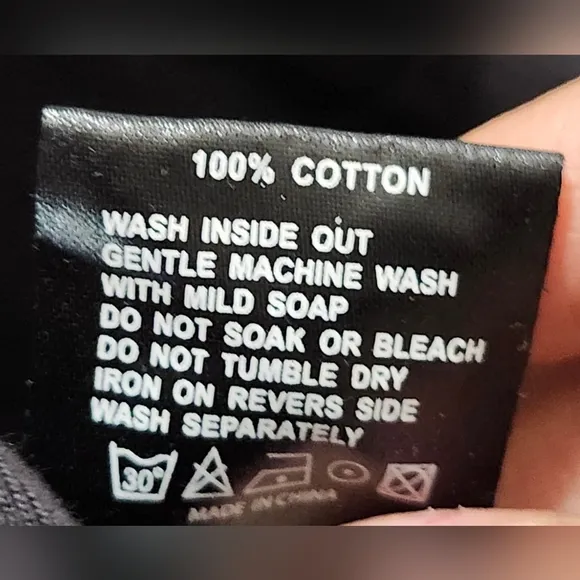 100% COTTON
WASH INSIDE OUT
GENTLE MACHINE WASH
WITH MILD SOAP
DO NOT SOAK OR BLEACH
DO NOT TUMBLE DRY
IRON ON REVERS SIDE
WASH SEPARATELY
30°
MADE IN CHINA